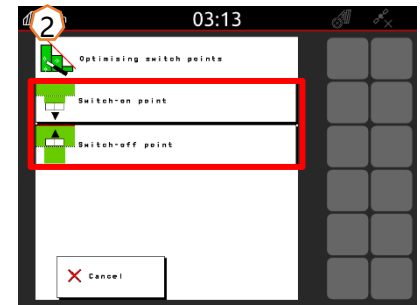 2
03:13
Optimising switch points
Switch-on point
Switch-off point
Cancel